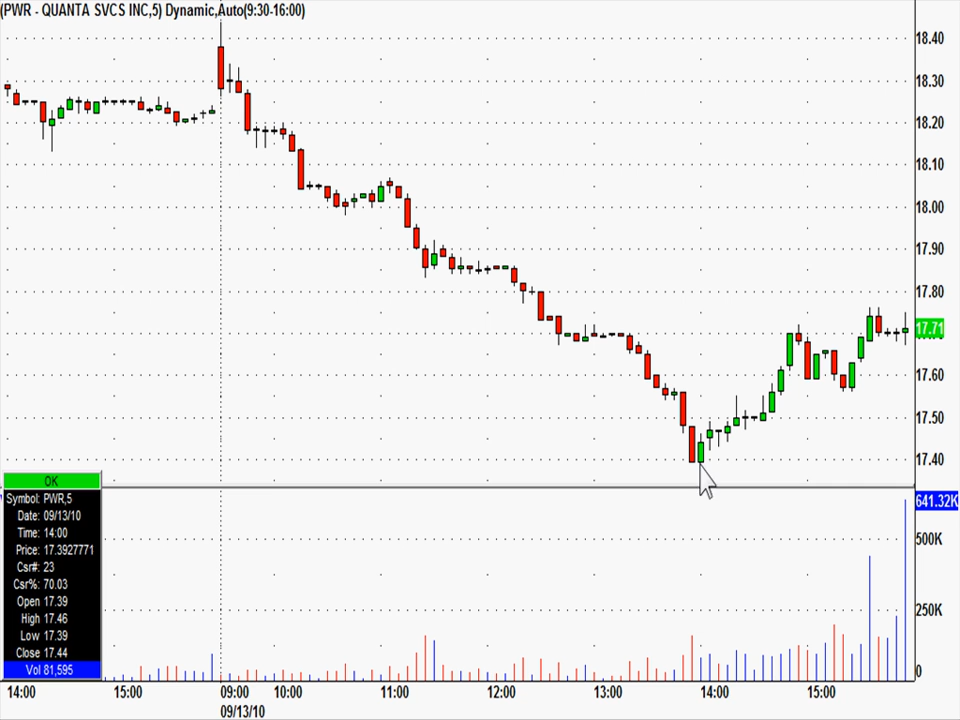 (PWR - QUANTA SVCS INC,5) Dynamic,Auto(9:30-16:00)
18.40
18.30
18.20
18.10
18.00
17.90
17.80
17.71
17.60
17.50
17.40
OK
Symbol: PWR,5
Date: 09/13/10
Time: 14:00
Price: 17.3927771
Csr#: 23
Csr%: 70.03
Open 17.39
High 17.46
Low 17.39
Close 17.44
Vol 81,595
641.32K
500K
250K
0
14:00 15:00 09:00 10:00 11:00 12:00 13:00 14:00 15:00
09/13/10